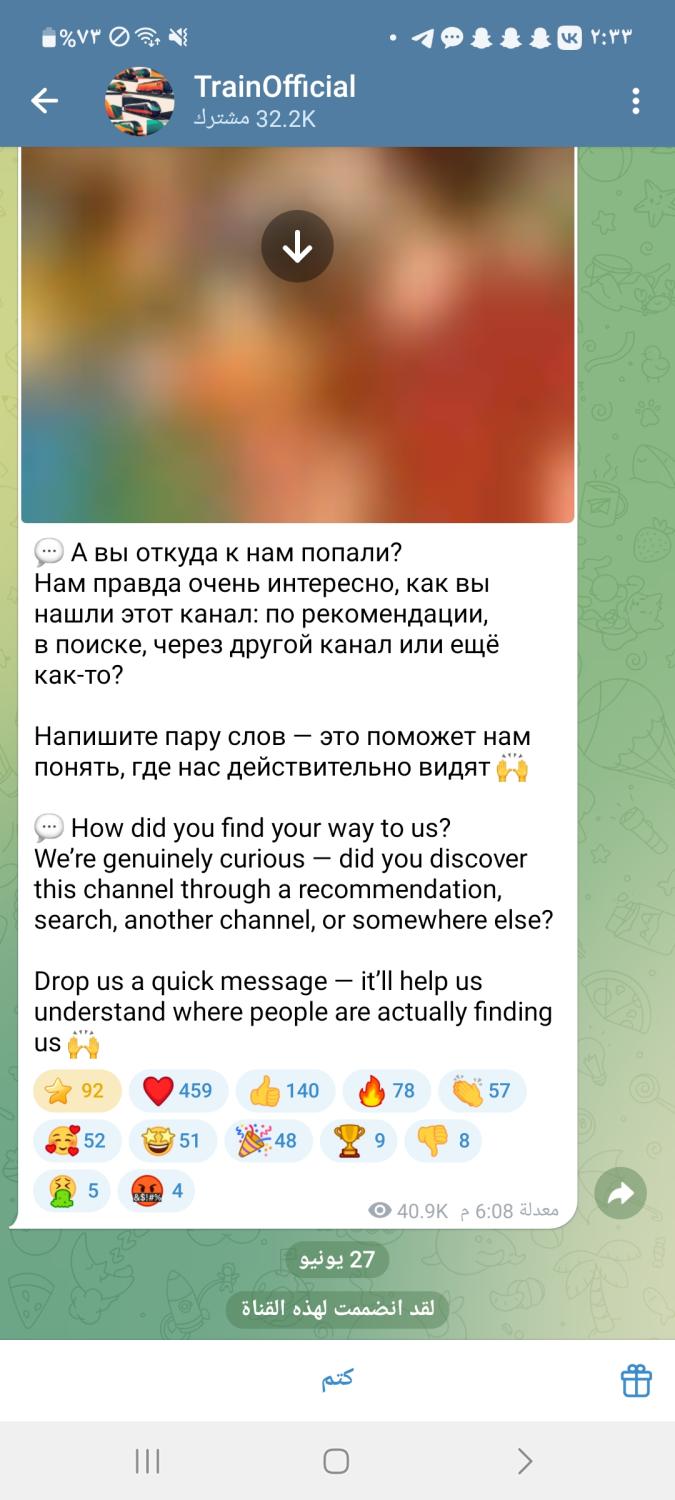 %٧٣ ٢:٣٣
TrainOfficial
32.2K مشترك
💬 А вы откуда к нам попали?
Нам правда очень интересно, как вы
нашли этот канал: по рекомендации,
в поиске, через другой канал или ещё
как-то?
Напишите пару слов — это поможет нам
понять, где нас действительно видят 🙌
💬 How did you find your way to us?
We’re genuinely curious — did you discover
this channel through a recommendation,
search, another channel, or somewhere else?
Drop us a quick message — it’ll help us
understand where people are actually finding
us 🙌
⭐ 92 ❤️ 459 👍 140 🔥 78 👏 57
🥰 52 🤩 51 🎉 48 🏆 9 👎 8
🤮 5 🤬 4
40.9K معدلة 6:08 م
27 يونيو
لقد انضممت لهذه القناة
كتم